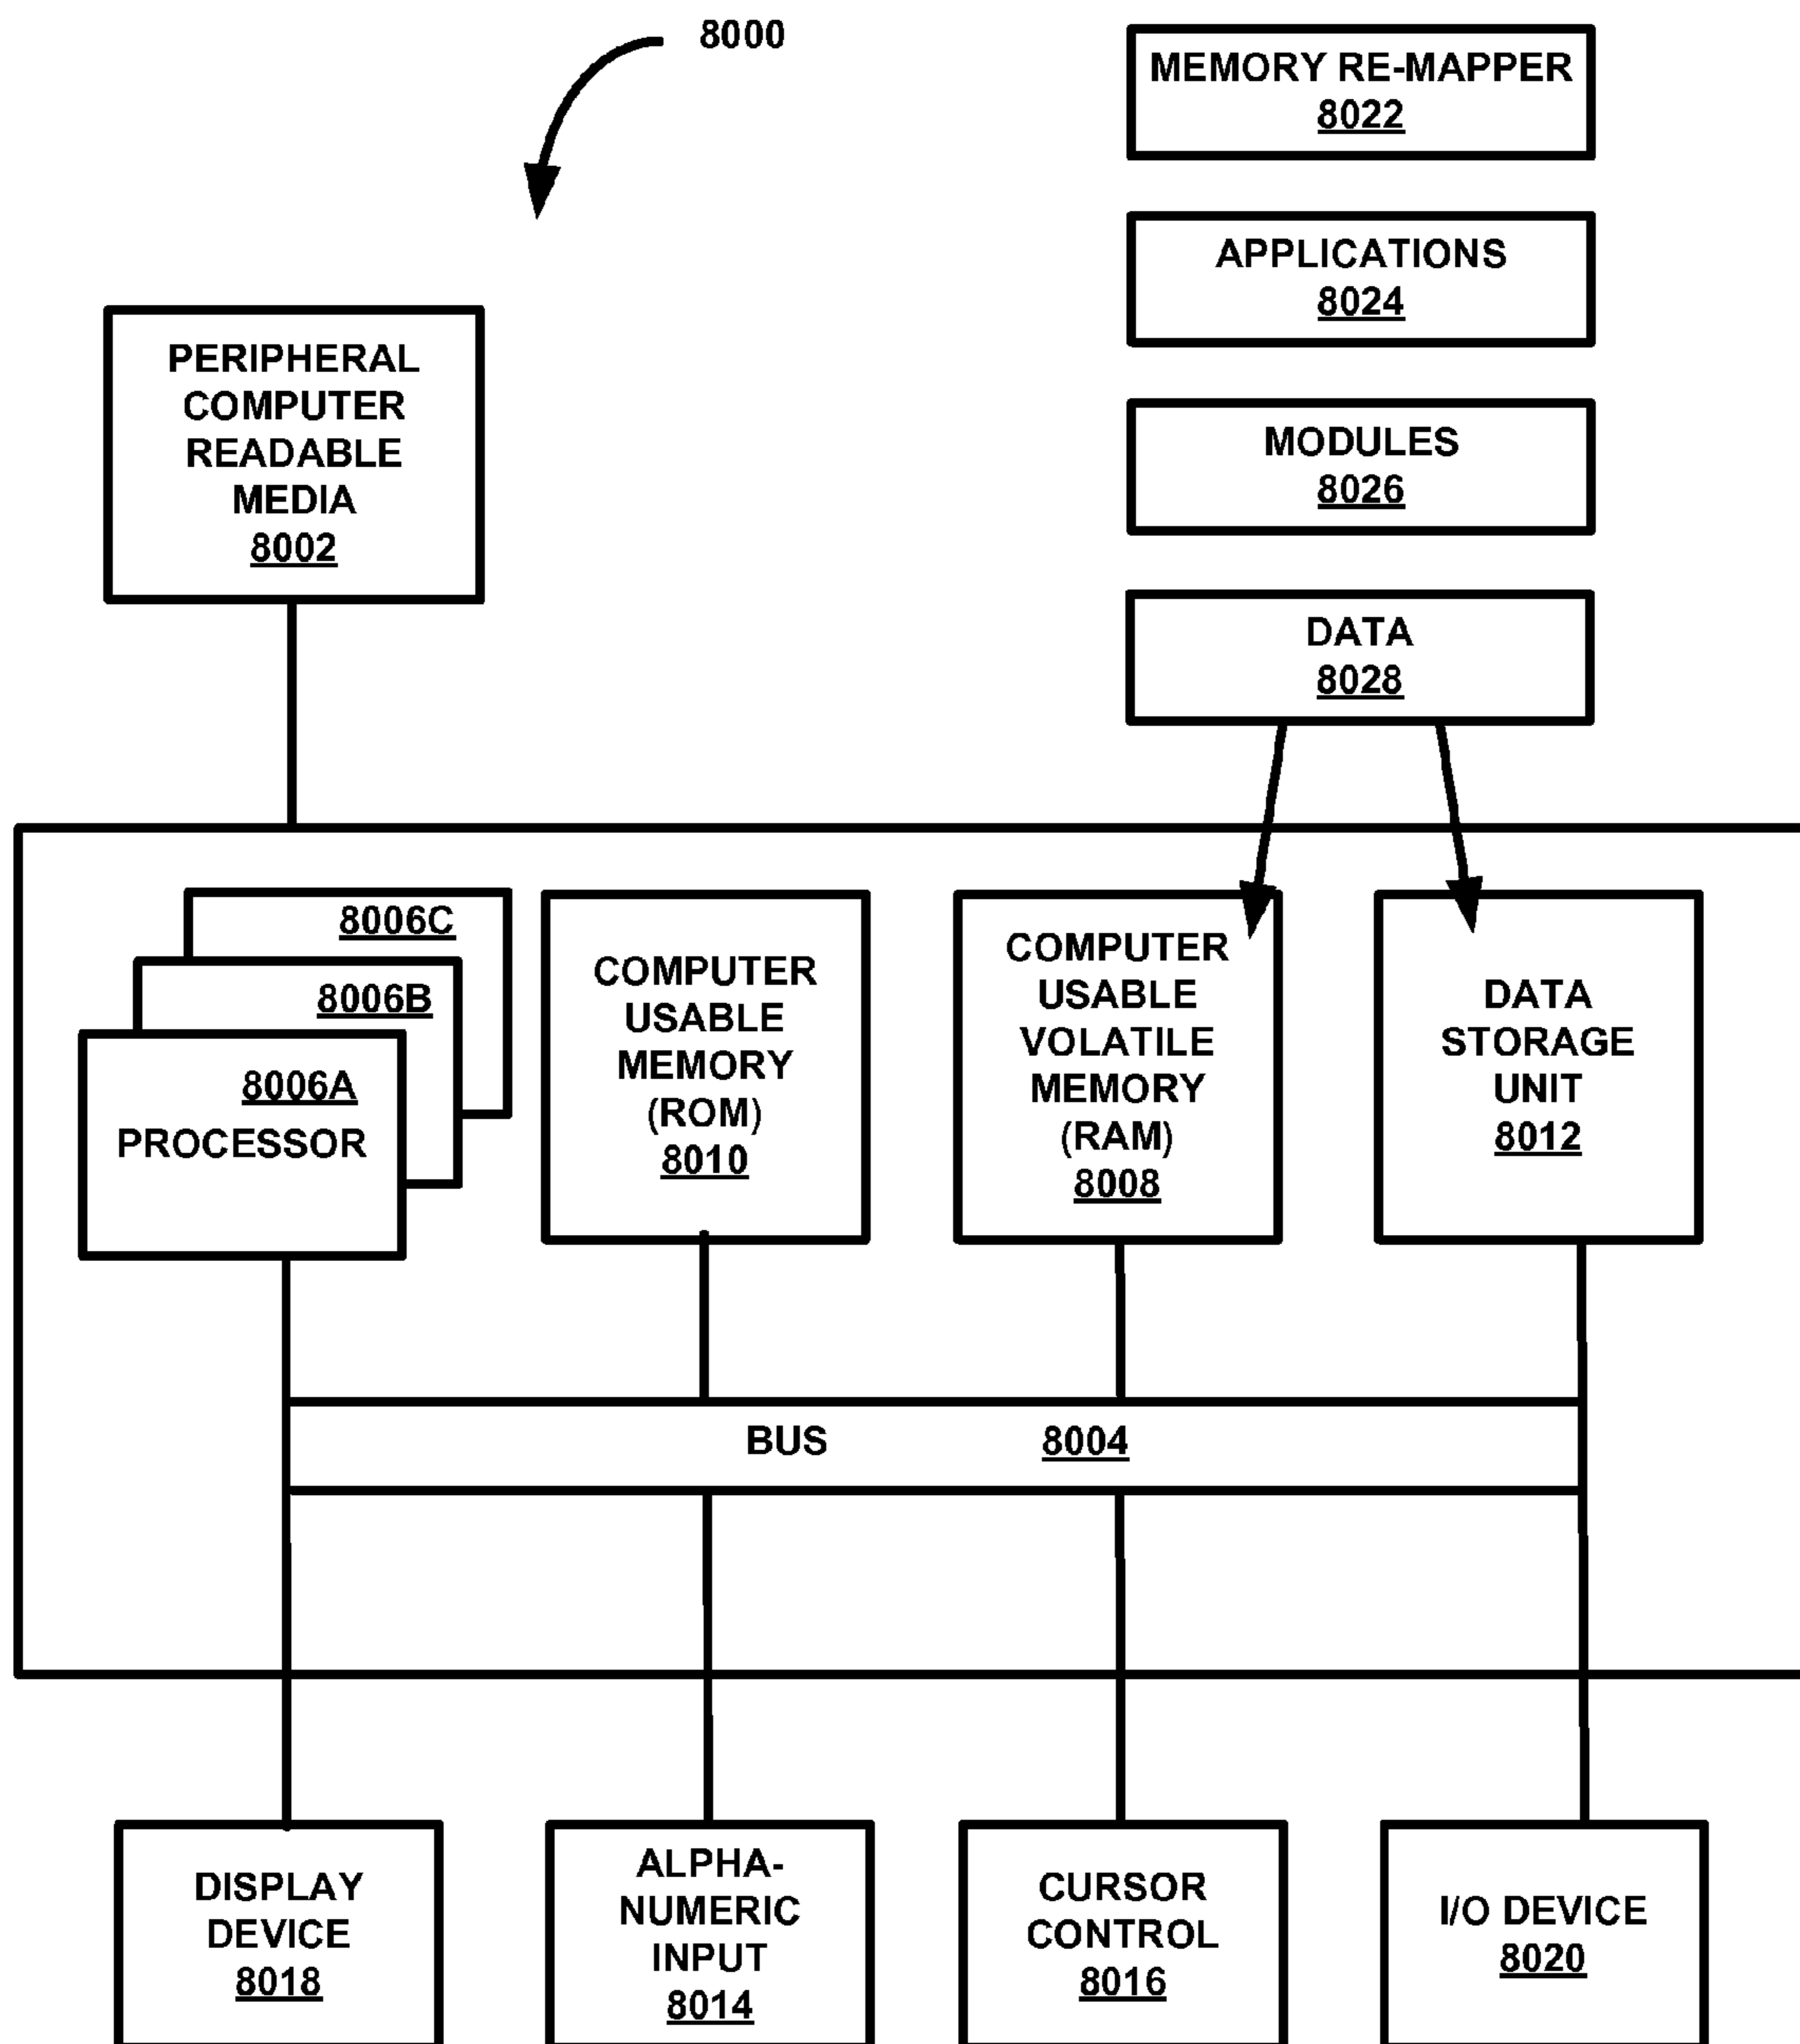 8000
MEMORY RE-MAPPER
8022
APPLICATIONS
8024
PERIPHERAL
COMPUTER
READABLE
MEDIA
8002
MODULES
8026
DATA
8028
8006C
8006B
8006A
PROCESSOR
COMPUTER
USABLE
MEMORY
(ROM)
8010
COMPUTER
USABLE
VOLATILE
MEMORY
(RAM)
8008
DATA
STORAGE
UNIT
8012
BUS 8004
DISPLAY
DEVICE
8018
ALPHA-
NUMERIC
INPUT
8014
CURSOR
CONTROL
8016
I/O DEVICE
8020